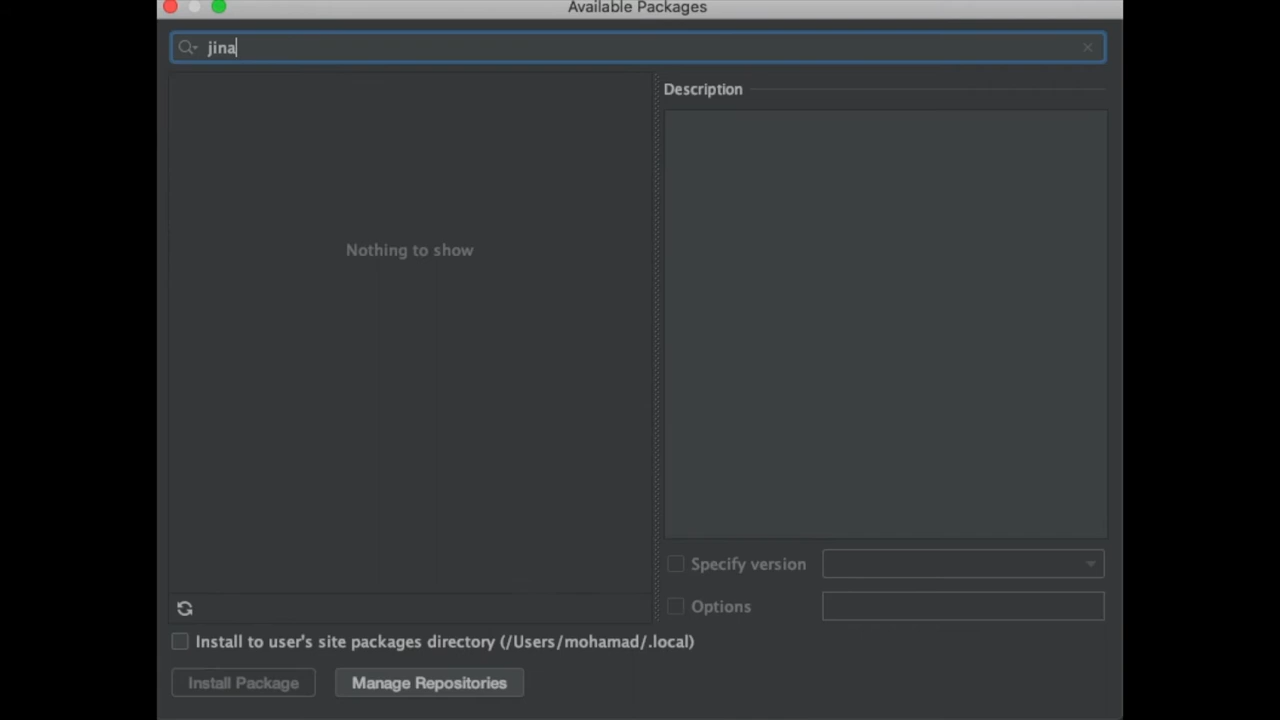 Available Packages
jina
Description
Nothing to show
Specify version
Options
Install to user's site packages directory (/Users/mohamad/.local)
Install Package
Manage Repositories